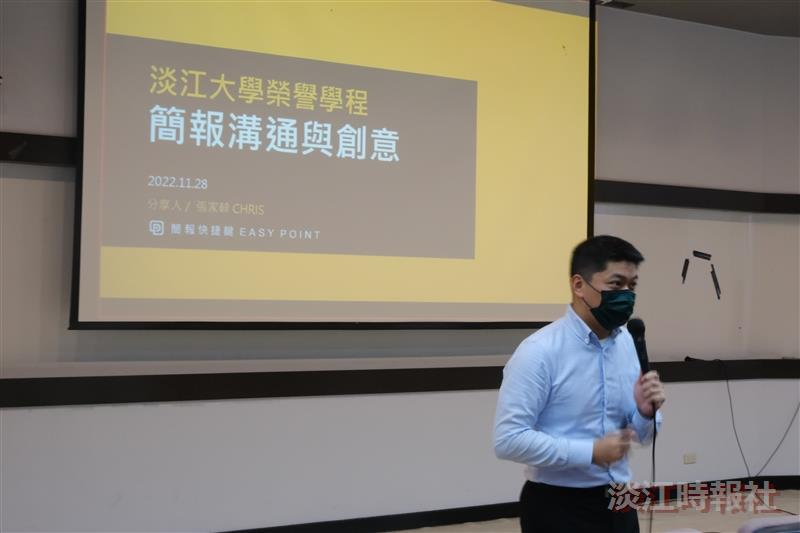 淡江大學榮譽學程
簡報溝通與創意
2022.11.28
分享人 / 張家榦 CHRIS
簡報快捷鍵 EASY POINT
淡江時報社